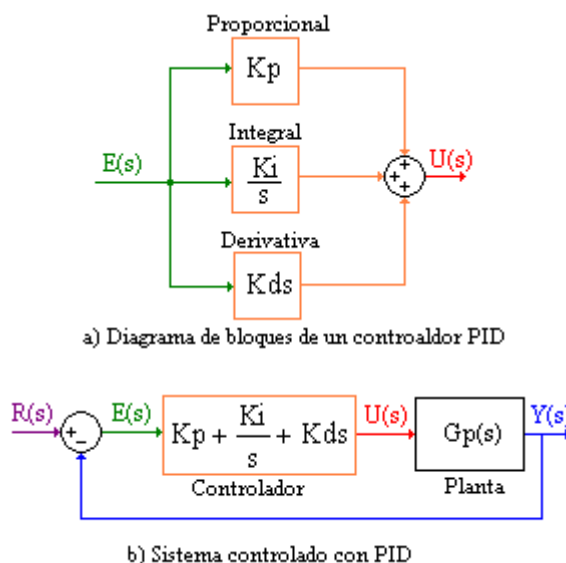 Proporcional
Kp
Integral
E(s)
Ki
s
+
+
+
U(s)
Derivativa
Kds
a) Diagrama de bloques de un controaldor PID
R(s)
+
−
E(s)
Kp + Ki/s + Kds
U(s)
Gp(s)
Y(s)
Controlador
Planta
b) Sistema controlado con PID